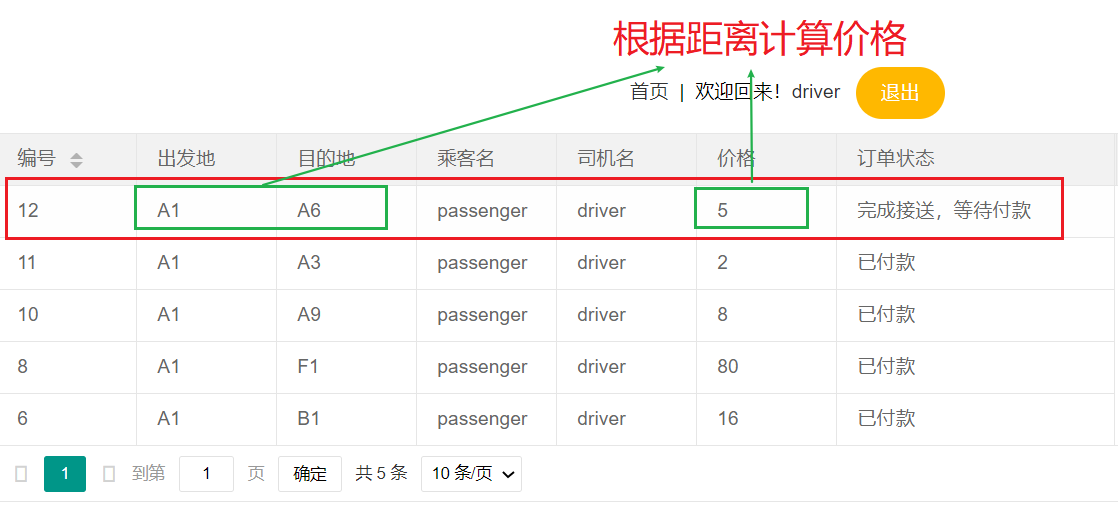 根据距离计算价格
首页 | 欢迎回来！driver 退出
编号 出发地 目的地 乘客名 司机名 价格 订单状态
12 A1 A6 passenger driver 5 完成接送，等待付款
11 A1 A3 passenger driver 2 已付款
10 A1 A9 passenger driver 8 已付款
8 A1 F1 passenger driver 80 已付款
6 A1 B1 passenger driver 16 已付款
1 到第 1 页 确定 共 5 条 10 条/页